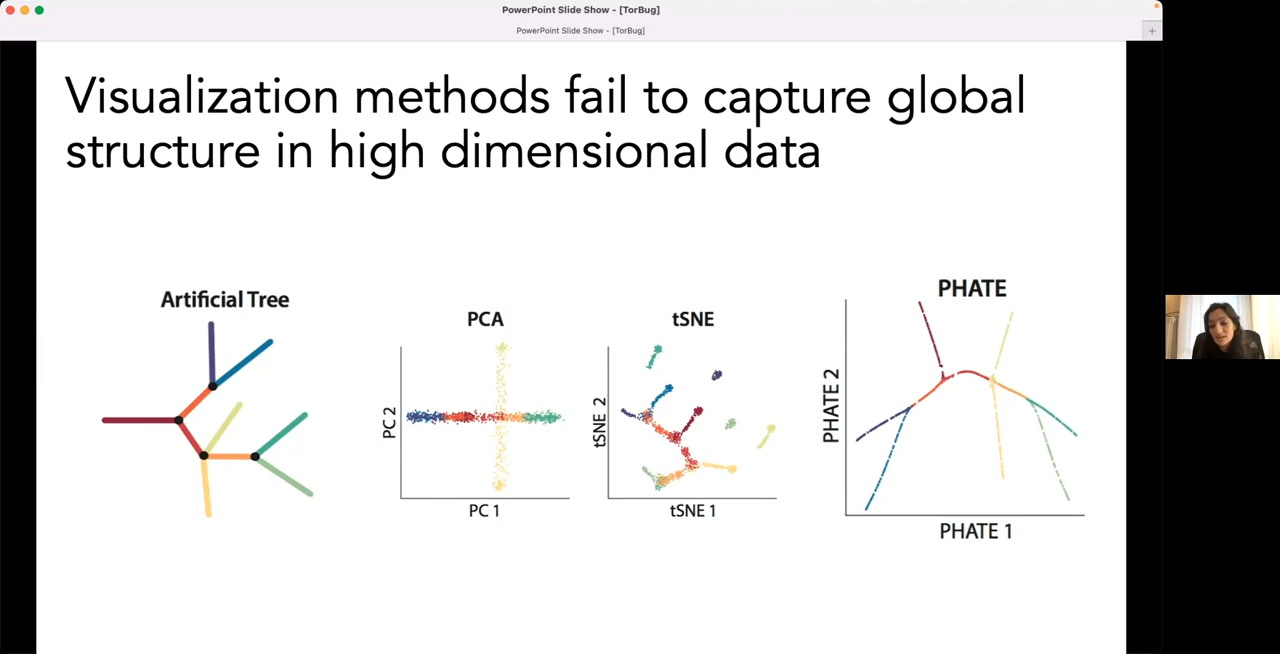 PowerPoint Slide Show - [TorBug]
PowerPoint Slide Show - [TorBug]
Visualization methods fail to capture global
structure in high dimensional data
Artificial Tree
PCA
PC 2
PC 1
tSNE
tSNE 2
tSNE 1
PHATE
PHATE 2
PHATE 1